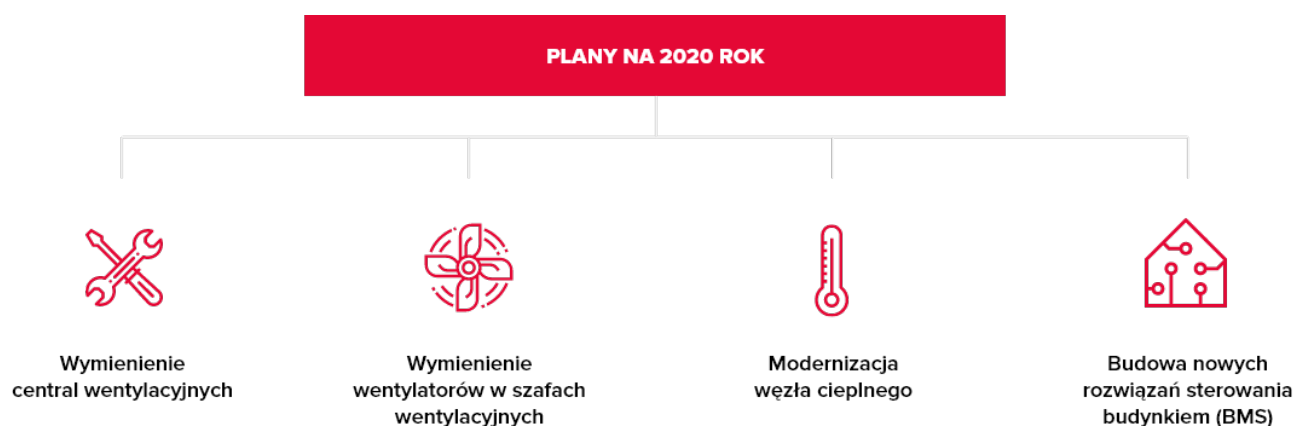 PLANY NA 2020 ROK
Wymienienie
central wentylacyjnych
Wymienienie
wentylatorów w szafach
wentylacyjnych
Modernizacja
węzła cieplnego
Budowa nowych
rozwiązań sterowania
budynkiem (BMS)